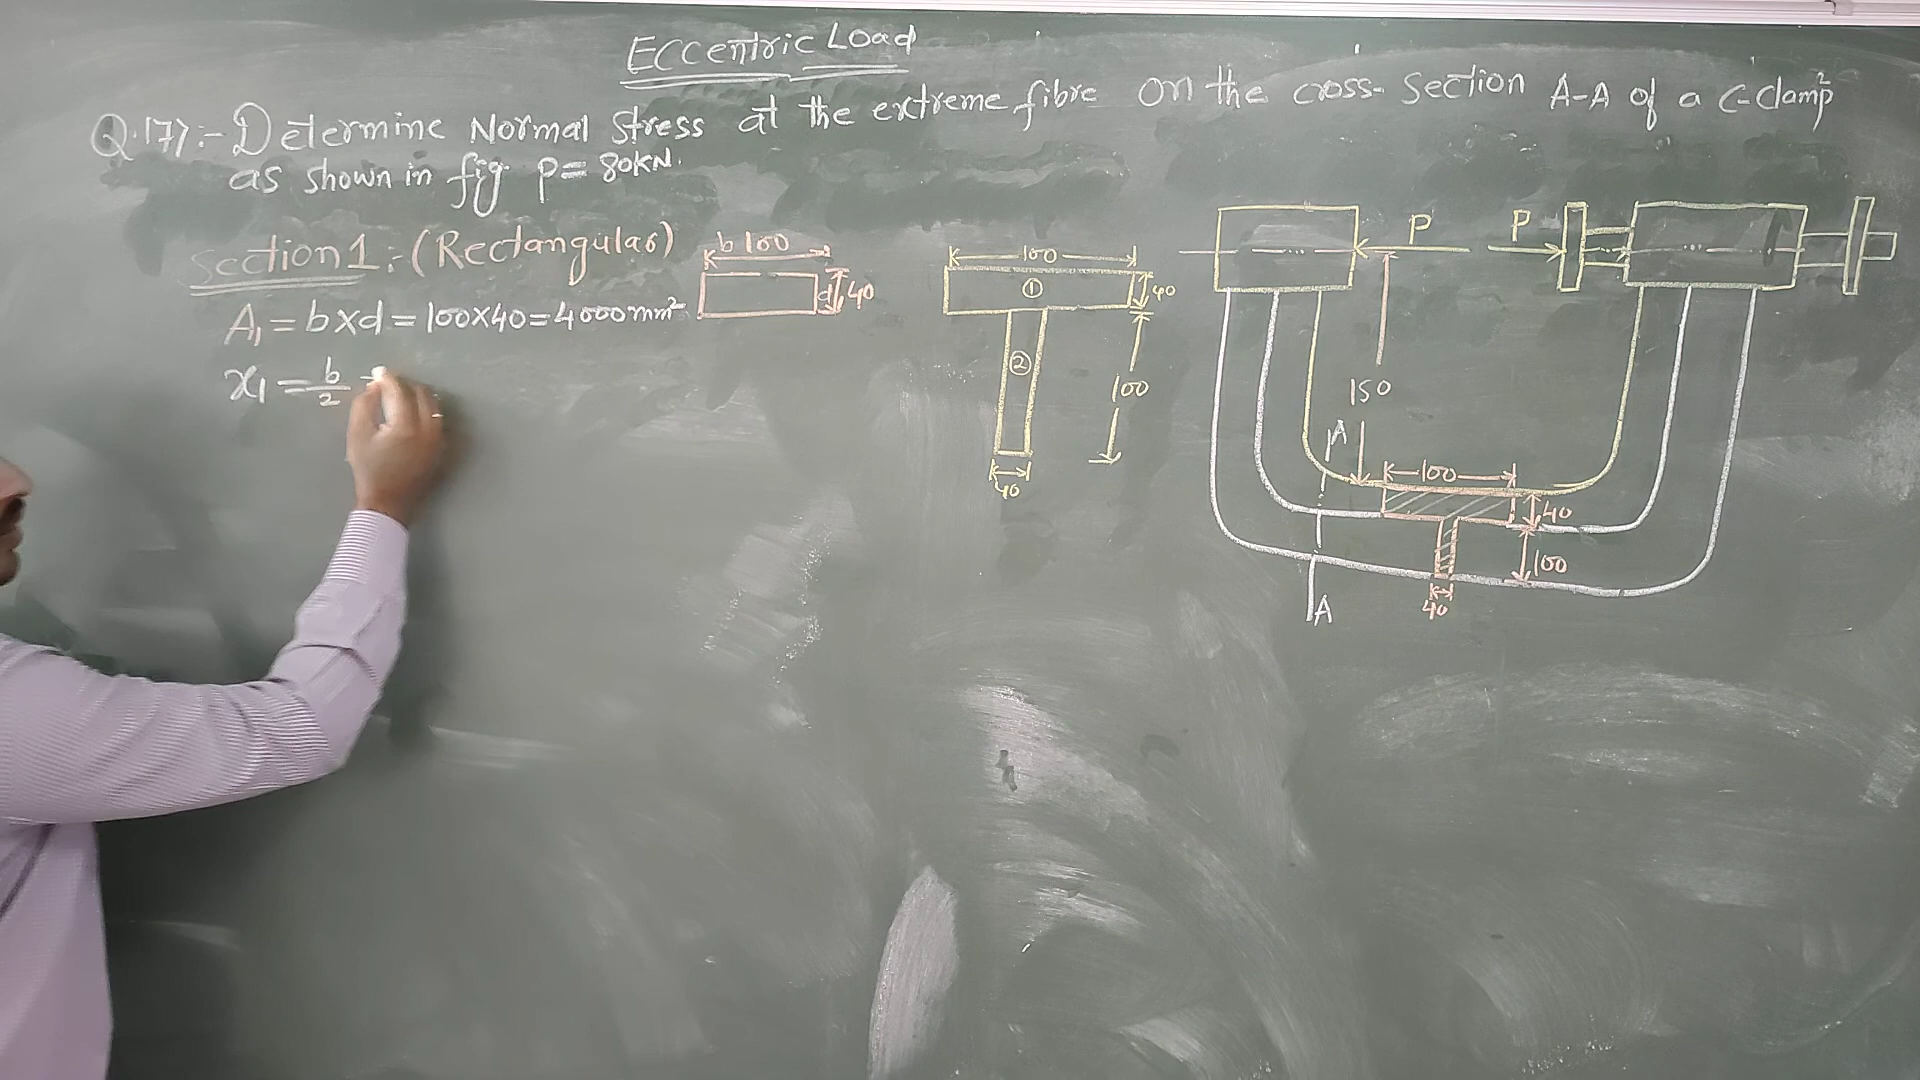 Eccentric Load
Q.17):- Determine Normal Stress at the extreme fibre on the cross-section A-A of a C-clamp
as shown in fig P = 80KN.
Section 1:- (Rectangular)
A₁ = b×d = 100×40 = 4000mm²
x₁ = b/2 =
b 100
d 40
100
①
40
②
100
40
P P
150
A
100
40
100
40
A